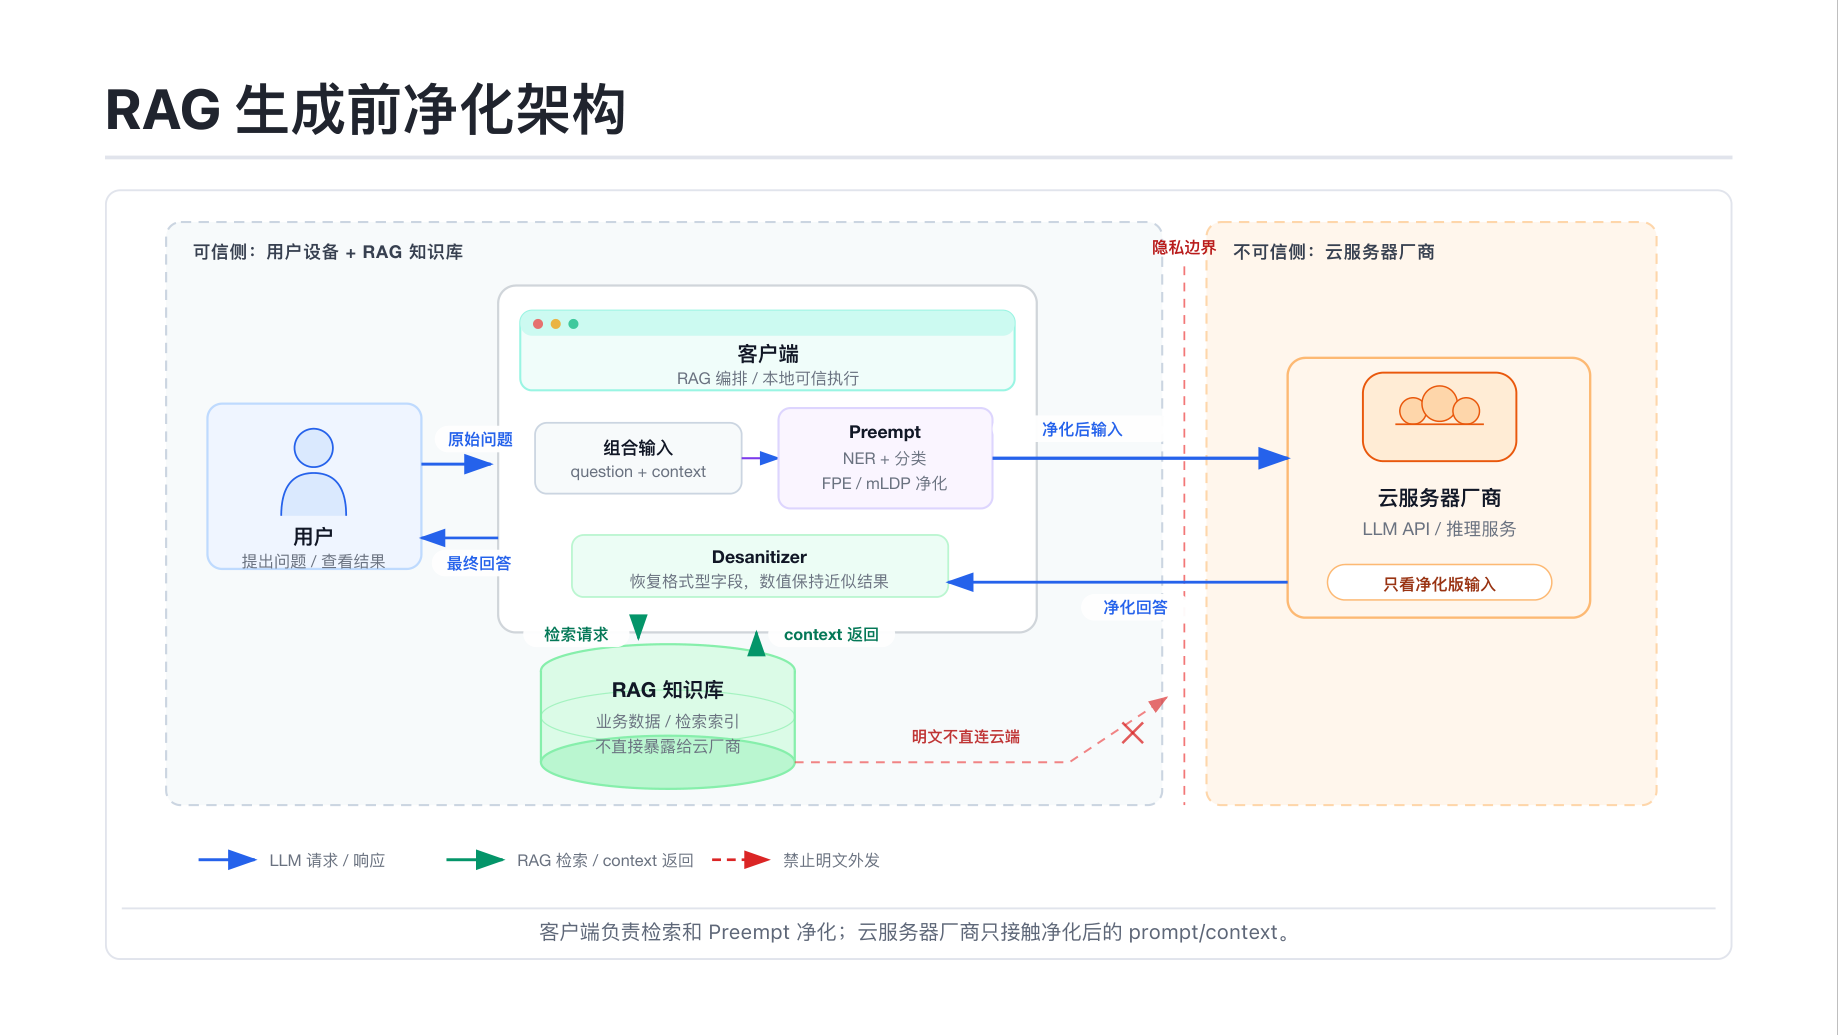 RAG 生成前净化架构
可信侧：用户设备 + RAG 知识库
隐私边界
不可信侧：云服务器厂商
客户端
RAG 编排 / 本地可信执行
原始问题
组合输入
question + context
Preempt
NER + 分类
FPE / mLDP 净化
净化后输入
用户
提出问题 / 查看结果
最终回答
Desanitizer
恢复格式型字段，数值保持近似结果
净化回答
云服务器厂商
LLM API / 推理服务
只看净化版输入
检索请求
context 返回
RAG 知识库
业务数据 / 检索索引
不直接暴露给云厂商
明文不直连云端
LLM 请求 / 响应
RAG 检索 / context 返回
禁止明文外发
客户端负责检索和 Preempt 净化；云服务器厂商只接触净化后的 prompt/context。